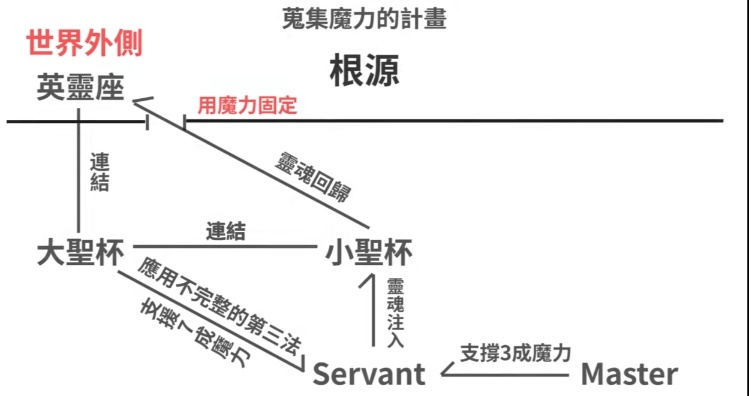 蒐集魔力的計畫
世界外側
根源
英靈座
用魔力固定
連結
靈魂回歸
大聖杯
連結
小聖杯
應用不完整的第三法
支援7成魔力
靈魂注入
Servant
支撐3成魔力
Master